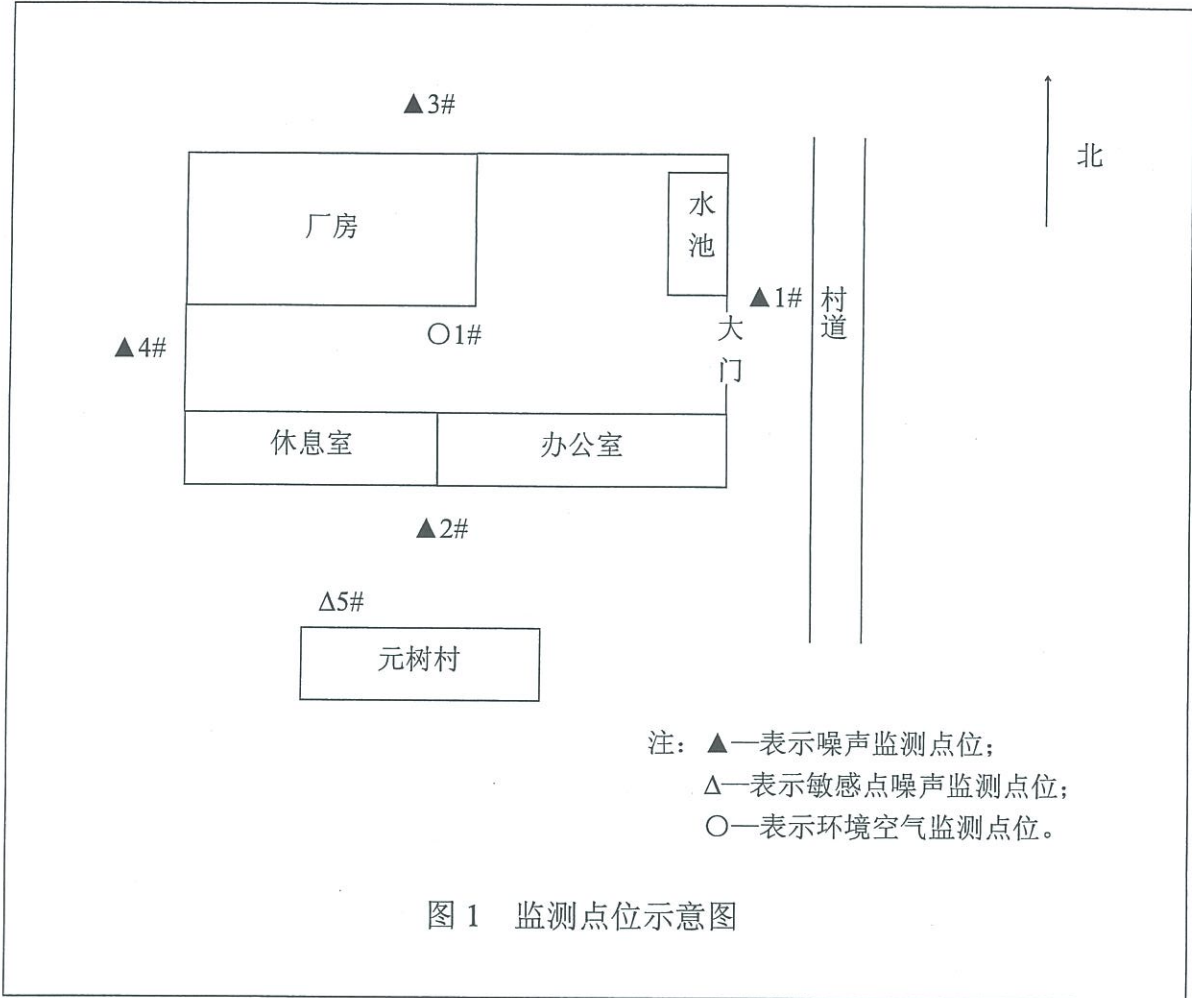 ▲3#
北
厂房
水池
▲1#
村道
○1#
大门
▲4#
休息室
办公室
▲2#
Δ5#
元树村
注：▲—表示噪声监测点位；
Δ—表示敏感点噪声监测点位；
○—表示环境空气监测点位。
图 1 监测点位示意图